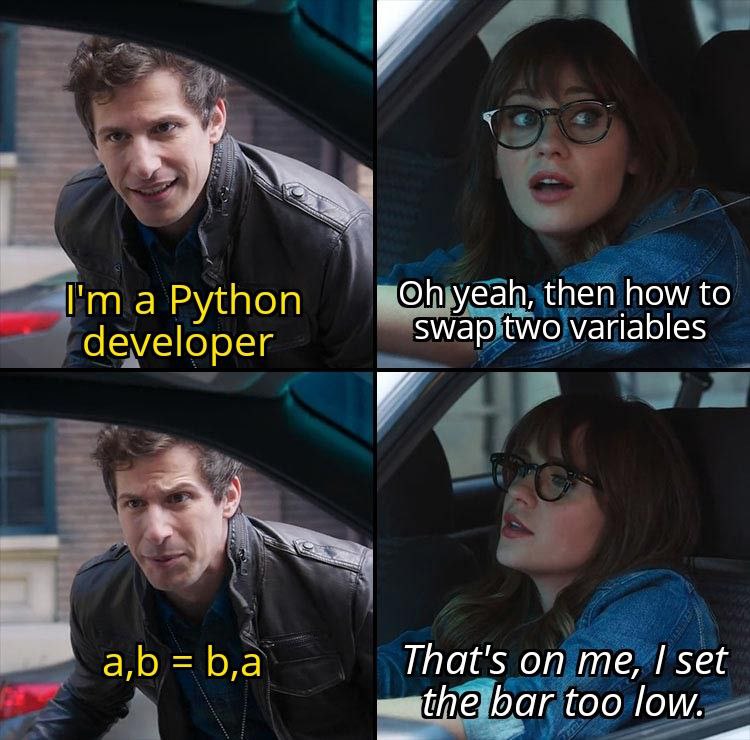 I'm a Python
developer
Oh yeah, then how to
swap two variables
a,b = b,a
That's on me, I set
the bar too low.